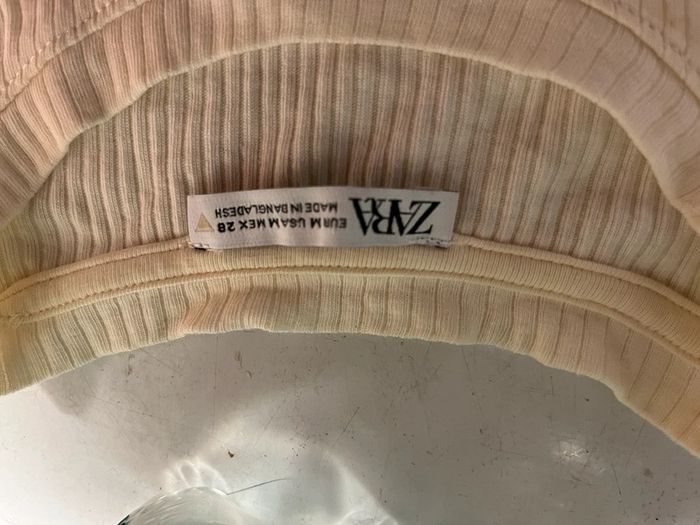 ZARA
EUR M USA M MEX 28
MADE IN BANGLADESH